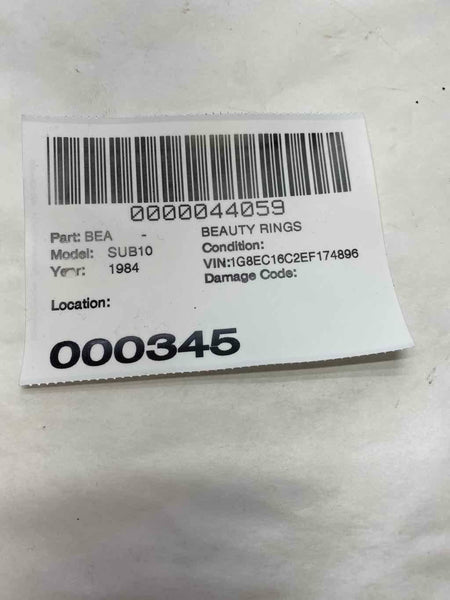 0000044059
Part: BEA - BEAUTY RINGS
Model: SUB10 Condition:
Year: 1984 VIN:1G8EC16C2EF174896
Damage Code:
Location:
000345